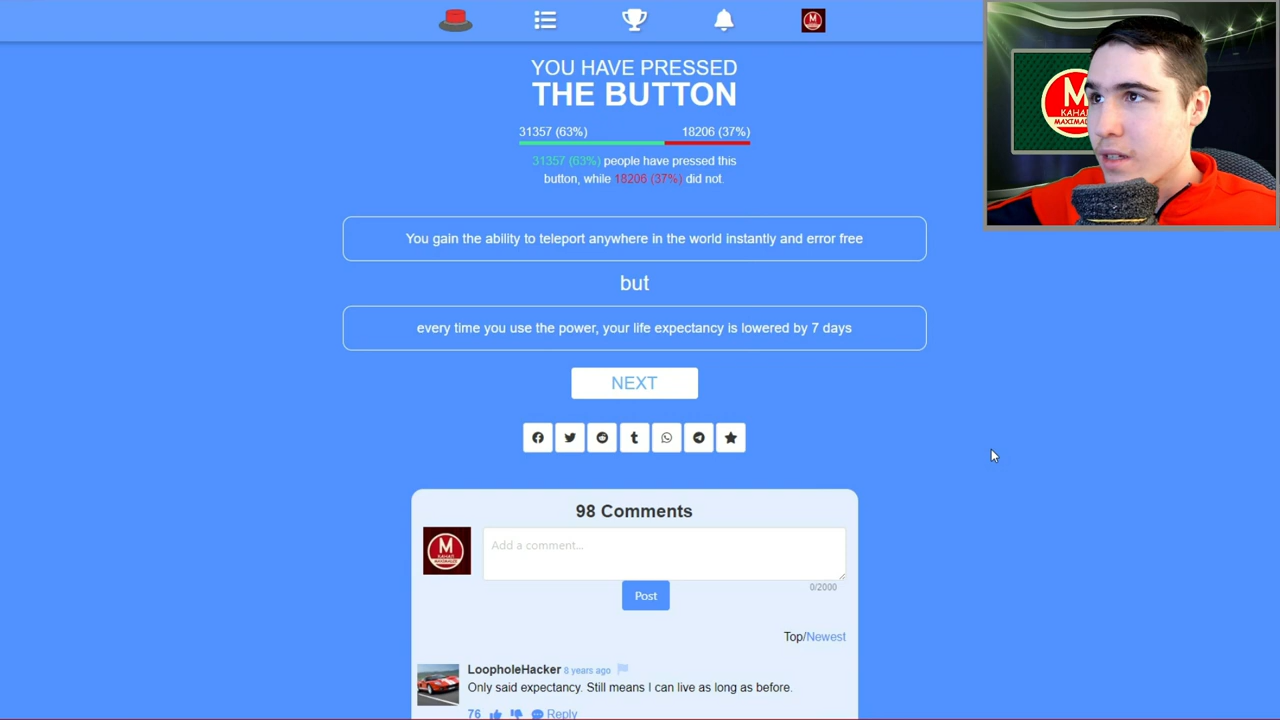 YOU HAVE PRESSED
THE BUTTON
31357 (63%) 18206 (37%)
31357 (63%) people have pressed this
button, while 18206 (37%) did not.
You gain the ability to teleport anywhere in the world instantly and error free
but
every time you use the power, your life expectancy is lowered by 7 days
NEXT
98 Comments
M
Add a comment...
0/2000
Post
Top/Newest
LoopholeHacker 8 years ago
Only said expectancy. Still means I can live as long as before.
76 Reply